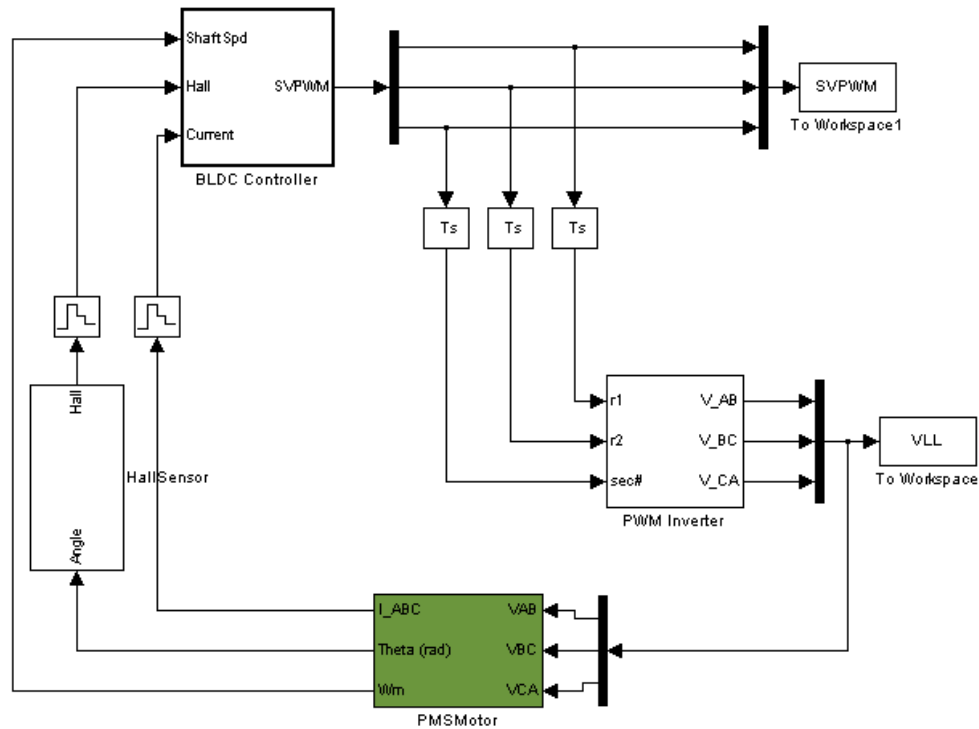 ShaftSpd
Hall
SVPWM
Current
BLDC Controller
SVPWM
To Workspace1
Ts
Ts
Ts
Hall
HallSensor
Angle
r1
V_AB
r2
V_BC
sec#
V_CA
PWM Inverter
VLL
To Workspace
I_ABC
VAB
Theta (rad)
VBC
Wm
VCA
PMSMotor